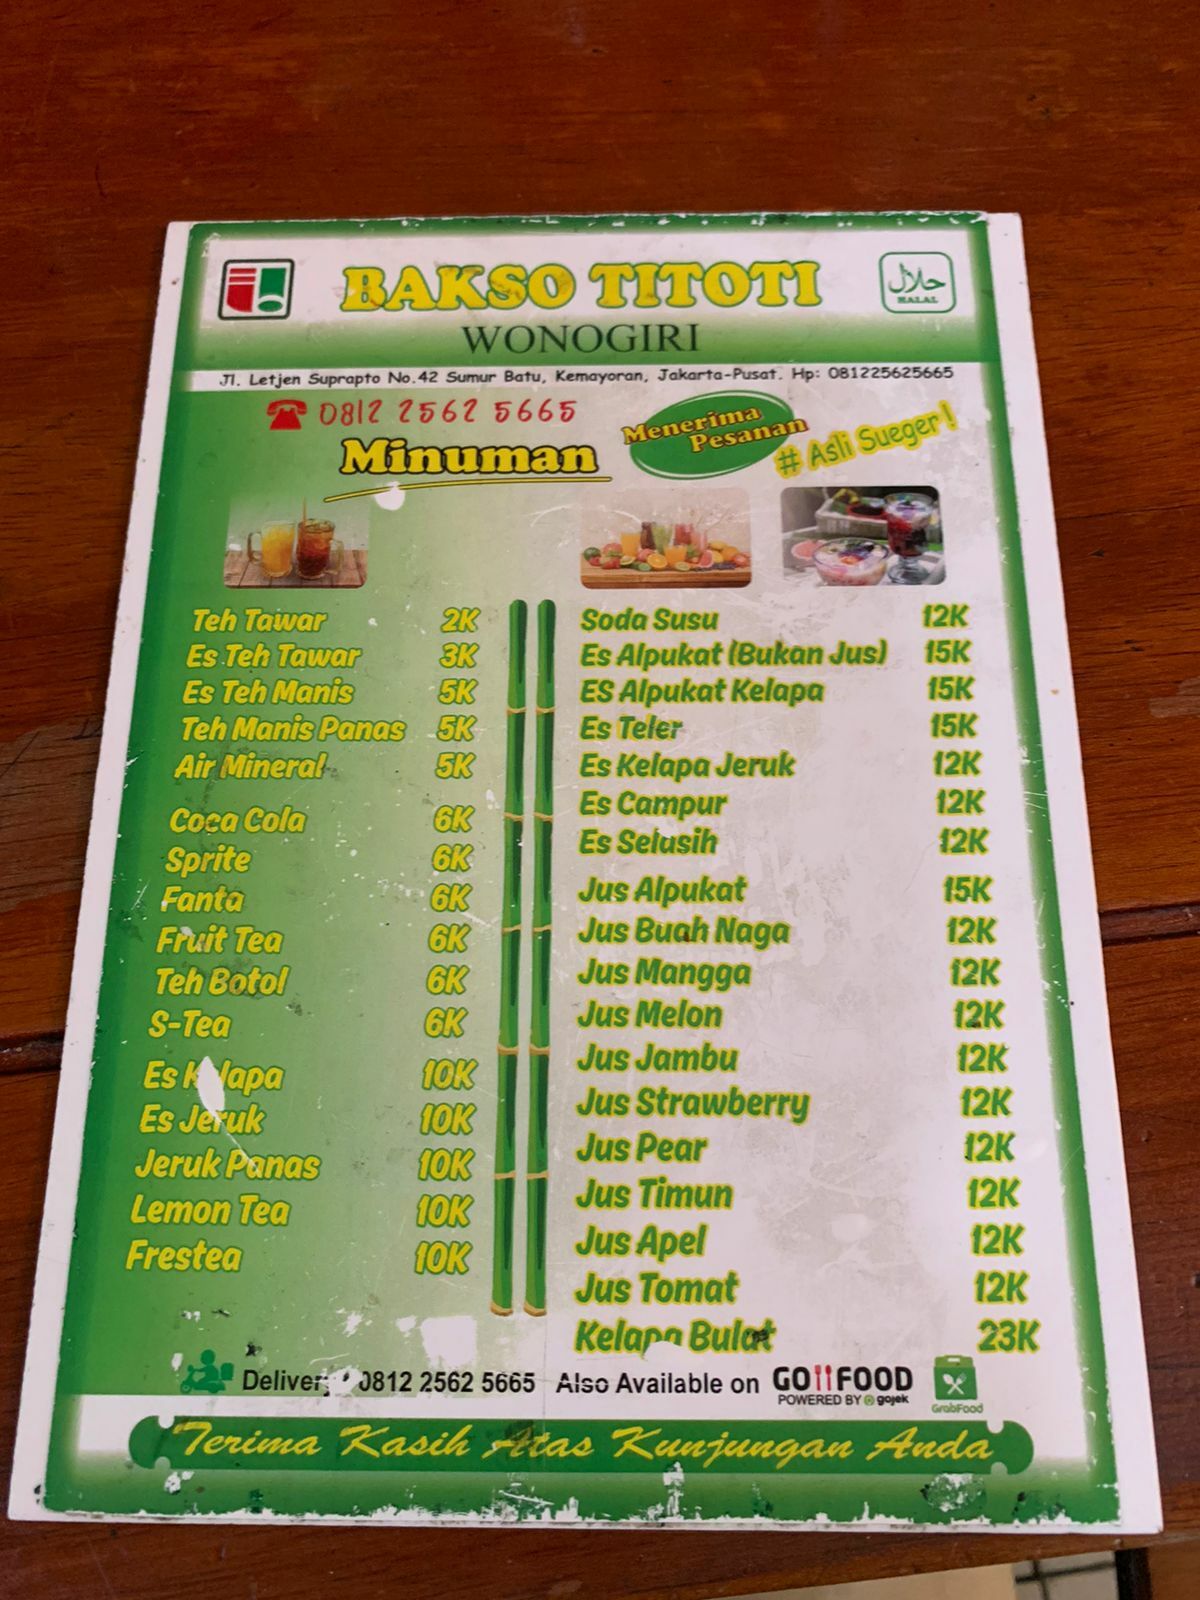 BAKSO TITOTI
حلال
HALAL
WONOGIRI
Jl. Letjen Suprapto No.42 Sumur Batu, Kemayoran, Jakarta-Pusat. Hp: 081225625665
0812 2562 5665
Menerima
Pesanan
# Asli Sueger !
Minuman
Teh Tawar 2K
Es Teh Tawar 3K
Es Teh Manis 5K
Teh Manis Panas 5K
Air Mineral 5K
Coca Cola 6K
Sprite 6K
Fanta 6K
Fruit Tea 6K
Teh Botol 6K
S-Tea 6K
Es Kelapa 10K
Es Jeruk 10K
Jeruk Panas 10K
Lemon Tea 10K
Frestea 10K
Soda Susu 12K
Es Alpukat (Bukan Jus) 15K
ES Alpukat Kelapa 15K
Es Teler 15K
Es Kelapa Jeruk 12K
Es Campur 12K
Es Selasih 12K
Jus Alpukat 15K
Jus Buah Naga 12K
Jus Mangga 12K
Jus Melon 12K
Jus Jambu 12K
Jus Strawberry 12K
Jus Pear 12K
Jus Timun 12K
Jus Apel 12K
Jus Tomat 12K
Kelapa Bulat 23K
Delivery 0812 2562 5665 Also Available on GOFOOD
POWERED BY gojek
GrabFood
Terima Kasih Atas Kunjungan Anda